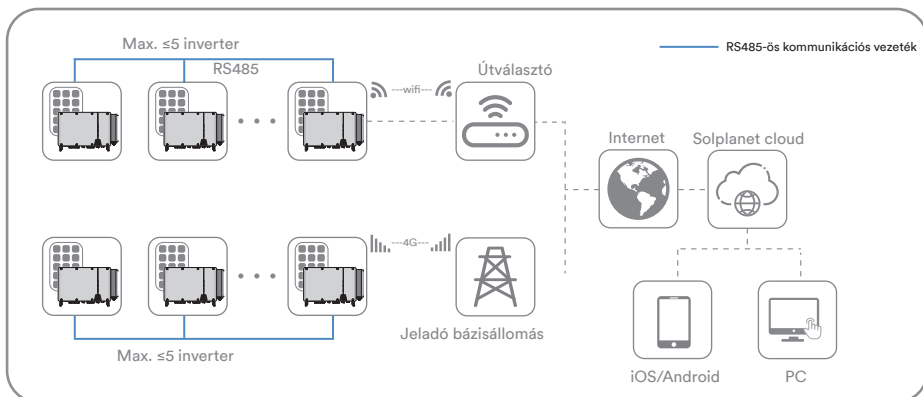 Max. ≤5 inverter
RS485
RS485-ös kommunikációs vezeték
---wifi---
Útválasztó
Internet
Solplanet cloud
---4G---
Jeladó bázisállomás
Max. ≤5 inverter
iOS/Android
PC